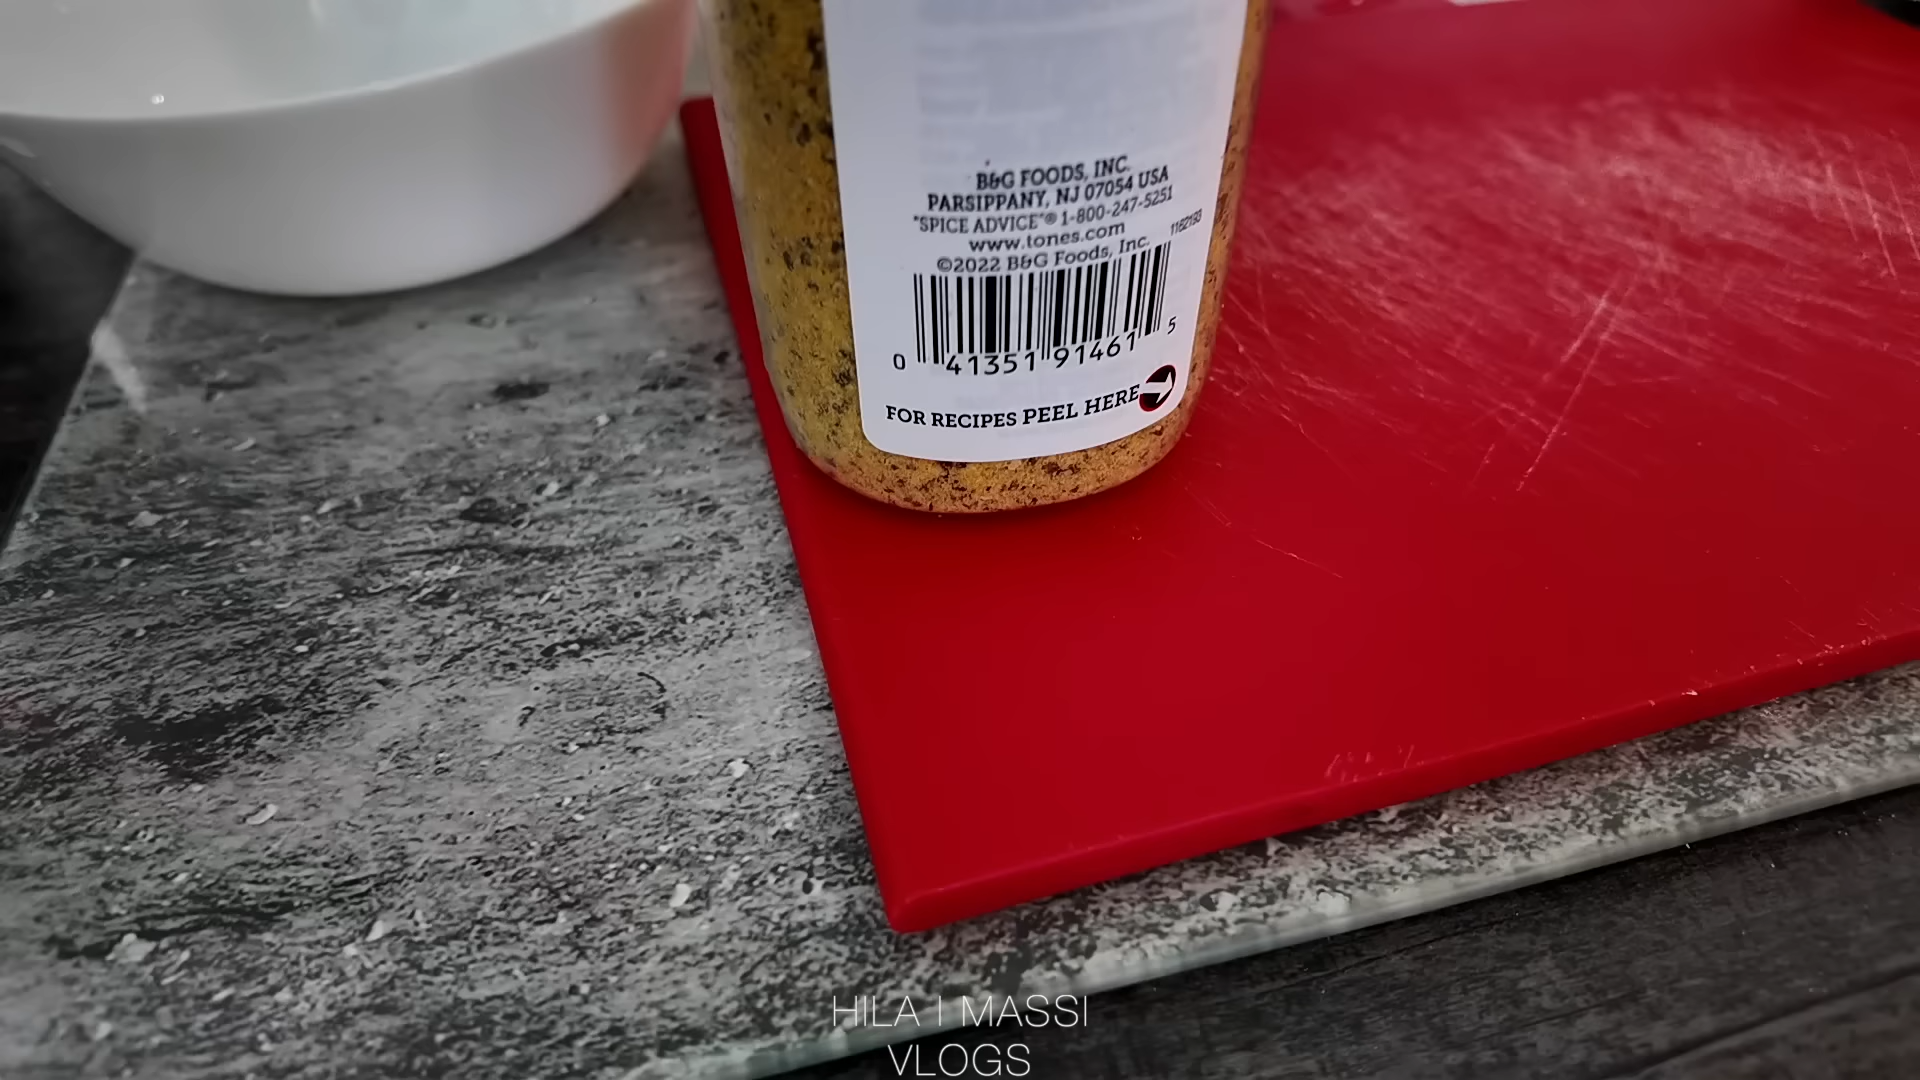 B&G FOODS, INC.
PARSIPPANY, NJ 07054 USA
"SPICE ADVICE"® 1-800-247-5251
www.tones.com
1182193
©2022 B&G Foods, Inc.
0 41351 91461 5
FOR RECIPES PEEL HERE
HILA I MASSI
VLOGS